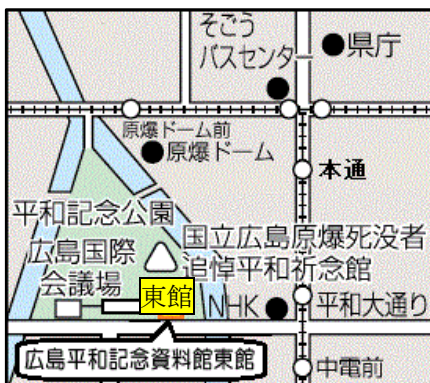 そごう
バスセンター
県庁
原爆ドーム前
原爆ドーム
本通
平和記念公園
国立広島原爆死没者
追悼平和祈念館
広島国際
会議場
東館
NHK
平和大通り
広島平和記念資料館東館
中電前